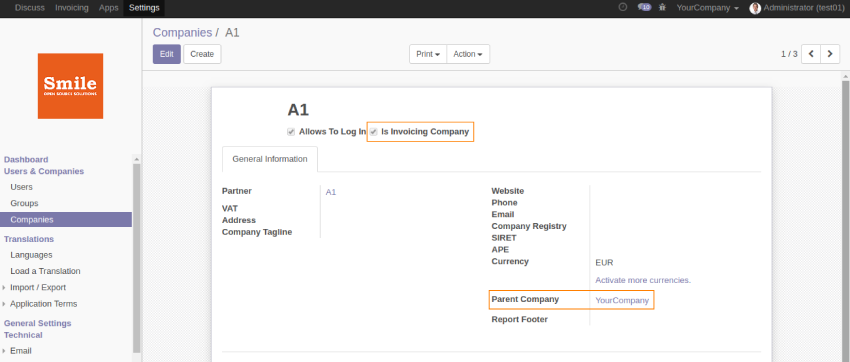 Discuss Invoicing Apps Settings 10 YourCompany Administrator (test01)
Companies / A1
Edit Create Print Action 1 / 3
Smile
OPEN SOURCE SOLUTIONS
Dashboard
Users & Companies
Users
Groups
Companies
Translations
Languages
Load a Translation
Import / Export
Application Terms
General Settings
Technical
Email
A1
Allows To Log In Is Invoicing Company
General Information
Partner A1
VAT
Address
Company Tagline
Website
Phone
Email
Company Registry
SIRET
APE
Currency EUR
Activate more currencies.
Parent Company YourCompany
Report Footer